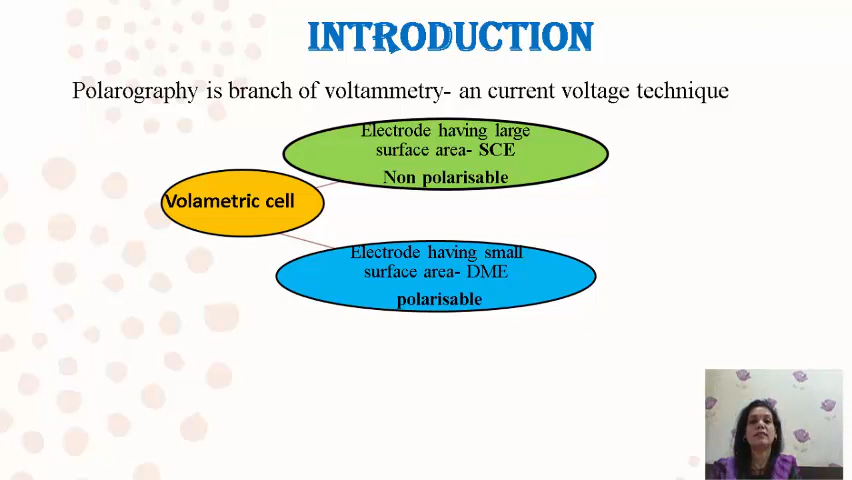 INTRODUCTION
Polarography is branch of voltammetry- an current voltage technique
Electrode having large
surface area- SCE
Non polarisable
Volametric cell
Electrode having small
surface area- DME
polarisable